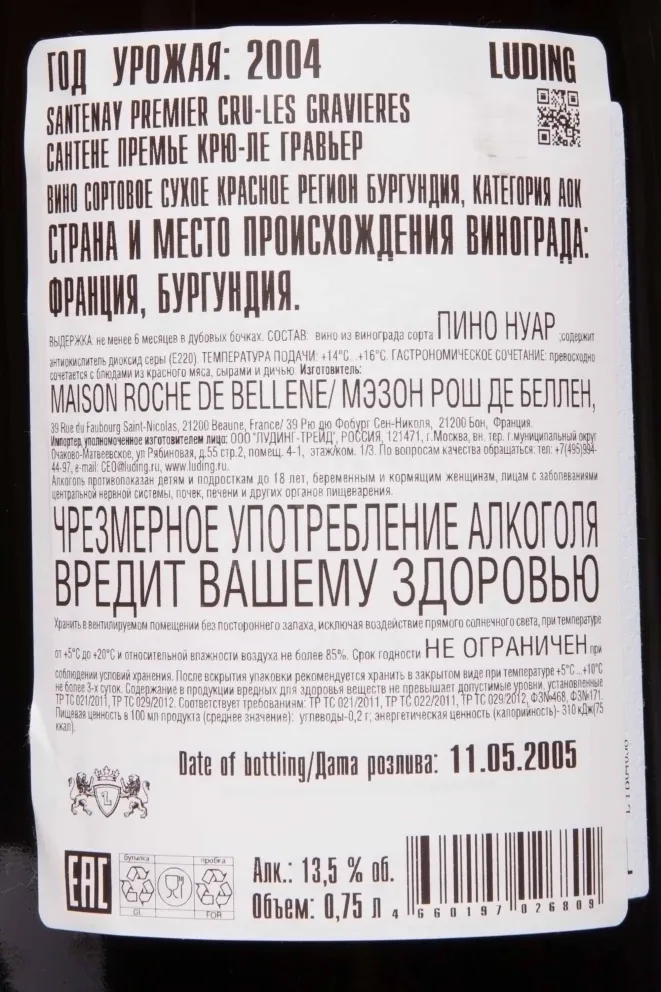 ГОД УРОЖАЯ: 2004 LUDING
SANTENAY PREMIER CRU-LES GRAVIERES
САНТЕНЕ ПРЕМЬЕ КРЮ-ЛЕ ГРАВЬЕР
ВИНО СОРТОВОЕ СУХОЕ КРАСНОЕ РЕГИОН БУРГУНДИЯ, КАТЕГОРИЯ АОК
СТРАНА И МЕСТО ПРОИСХОЖДЕНИЯ ВИНОГРАДА:
ФРАНЦИЯ, БУРГУНДИЯ.
ВЫДЕРЖКА: не менее 6 месяцев в дубовых бочках. СОСТАВ: вино из винограда сорта ПИНО НУАР ;содержит
антиокислитель диоксид серы (Е220). ТЕМПЕРАТУРА ПОДАЧИ: +14°С...+16°С. ГАСТРОНОМИЧЕСКОЕ СОЧЕТАНИЕ: превосходно
сочетается с блюдами из красного мяса, сырами и дичью. Изготовитель:
MAISON ROCHE DE BELLENE/ МЭЗОН РОШ ДЕ БЕЛЛЕН,
39 Rue du Faubourg Saint-Nicolas, 21200 Beaune, France/ 39 Рю дю Фобург Сен-Николя, 21200 Бон, Франция.
Импортер, уполномоченное изготовителем лицо: ООО "ЛУДИНГ-ТРЕЙД", РОССИЯ, 121471, г.Москва, вн. тер. г.муниципальный округ
Очаково-Матвеевское, ул Рябиновая, д.55 стр.2, помещ. 4-1, этаж/ком. 1/3. По вопросам качества обращаться: тел: +7(495)994-
44-97, e-mail: CEO@luding.ru, www.luding.ru.
Алкоголь противопоказан детям и подросткам до 18 лет, беременным и кормящим женщинам, лицам с заболеваниями
центральной нервной системы, почек, печени и других органов пищеварения.
ЧРЕЗМЕРНОЕ УПОТРЕБЛЕНИЕ АЛКОГОЛЯ
ВРЕДИТ ВАШЕМУ ЗДОРОВЬЮ
Хранить в вентилируемом помещении без постороннего запаха, исключая воздействие прямого солнечного света, при температуре
от +5°С до +20°С и относительной влажности воздуха не более 85%. Срок годности НЕ ОГРАНИЧЕН при
соблюдении условий хранения. После вскрытия упаковки рекомендуется хранить в закрытом виде при температуре +5°С...+10°С
не более 3-х суток. Содержание в продукции вредных для здоровья веществ не превышает допустимые уровни, установленные
ТР ТС 021/2011, ТР ТС 029/2012. Соответствует требованиям: ТР ТС 021/2011, ТР ТС 022/2011, ТР ТС 029/2012, ФЗ№468, ФЗ№171.
Пищевая ценность в 100 мл продукта (среднее значение): углеводы-0,2 г; энергетическая ценность (калорийность)- 310 кДж(75
ккал).
Date of bottling/Дата розлива: 11.05.2005
L
EAC
бутылка пробка
GL FOR
Алк.: 13,5 % об.
Объем: 0,75 л
4 660197 026809